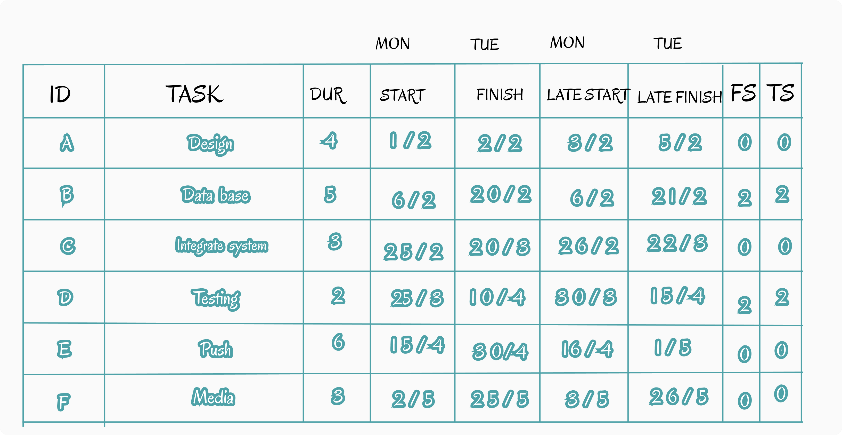 MON TUE MON TUE
ID TASK DUR START FINISH LATE START LATE FINISH FS TS
A Design 4 1/2 2/2 3/2 5/2 0 0
B Data base 5 6/2 20/2 6/2 21/2 2 2
C Integrate system 3 25/2 20/3 26/2 22/3 0 0
D Testing 2 25/3 10/4 30/3 15/4 2 2
E Push 6 15/4 30/4 16/4 1/5 0 0
F Media 3 2/5 25/5 3/5 26/5 0 0